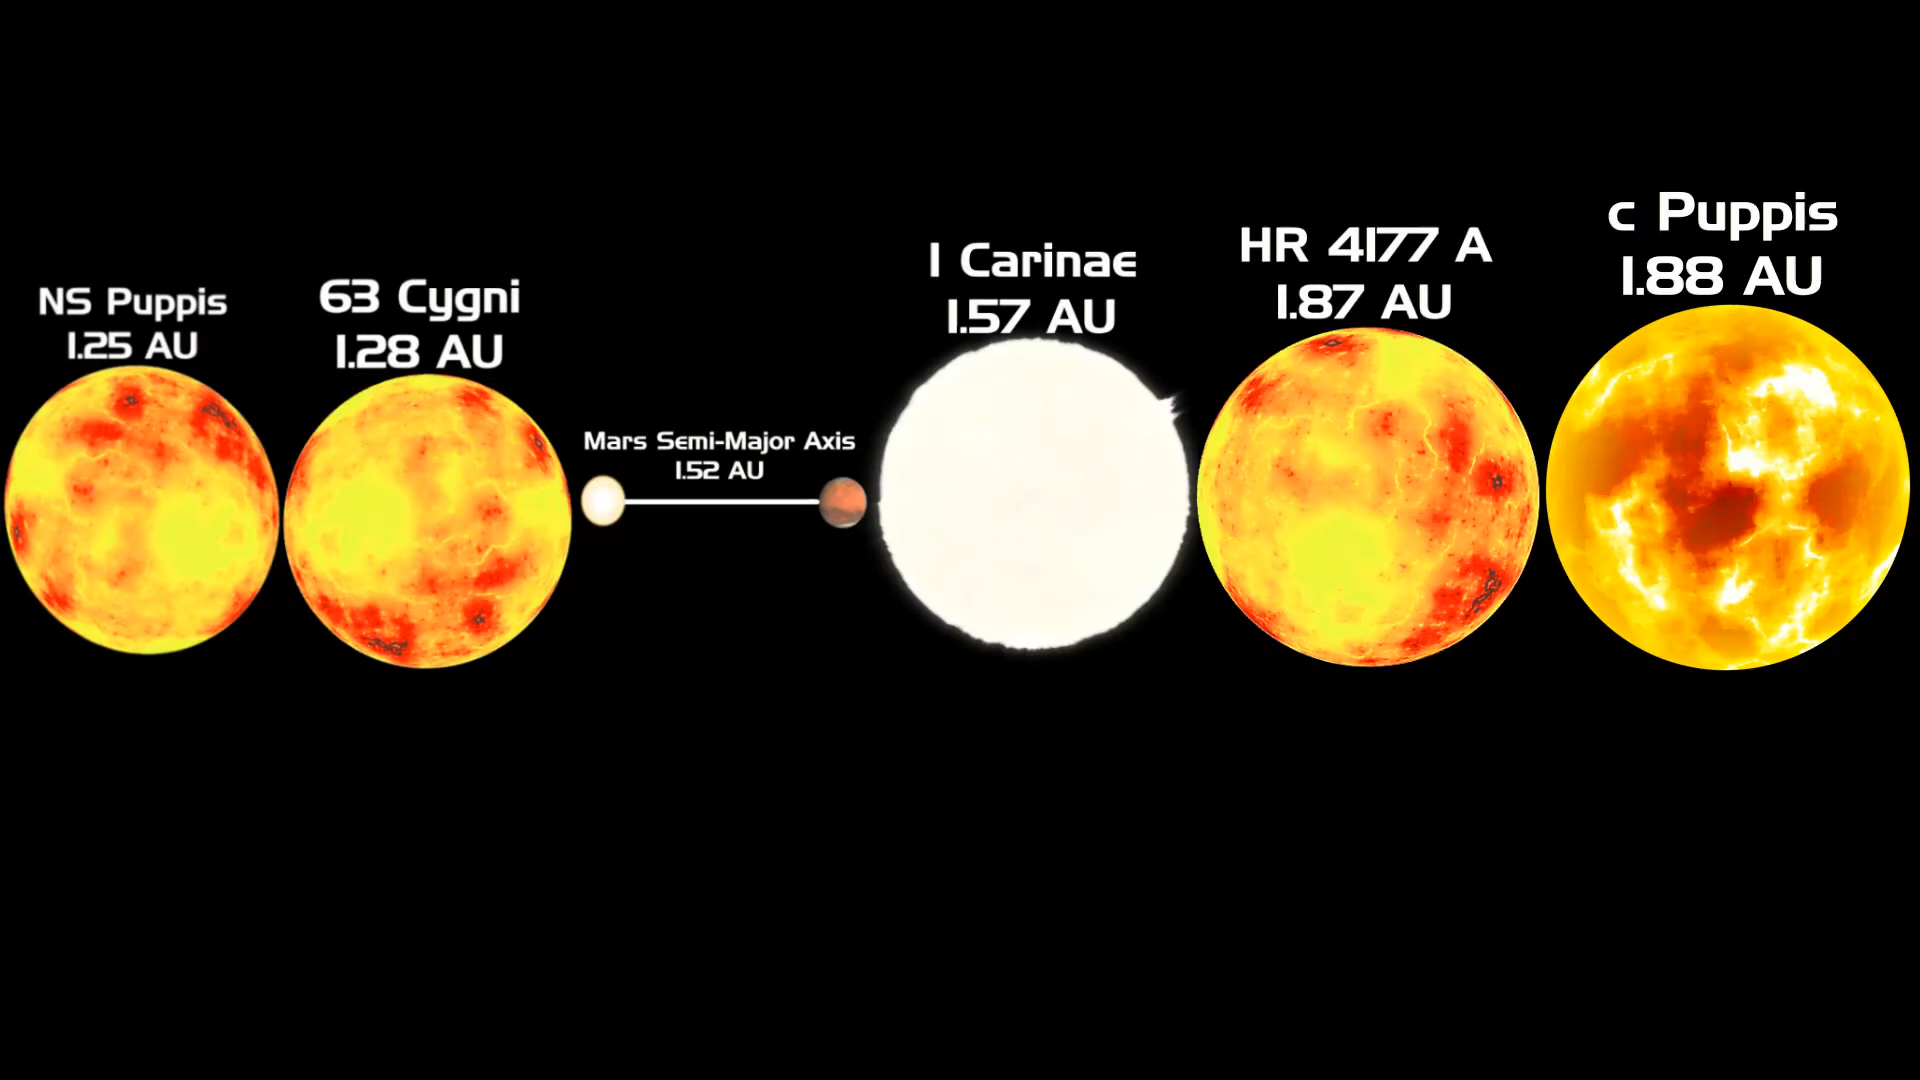 NS Puppis
1.25 AU
63 Cygni
1.28 AU
Mars Semi-Major Axis
1.52 AU
l Carinae
1.57 AU
HR 4177 A
1.87 AU
c Puppis
1.88 AU